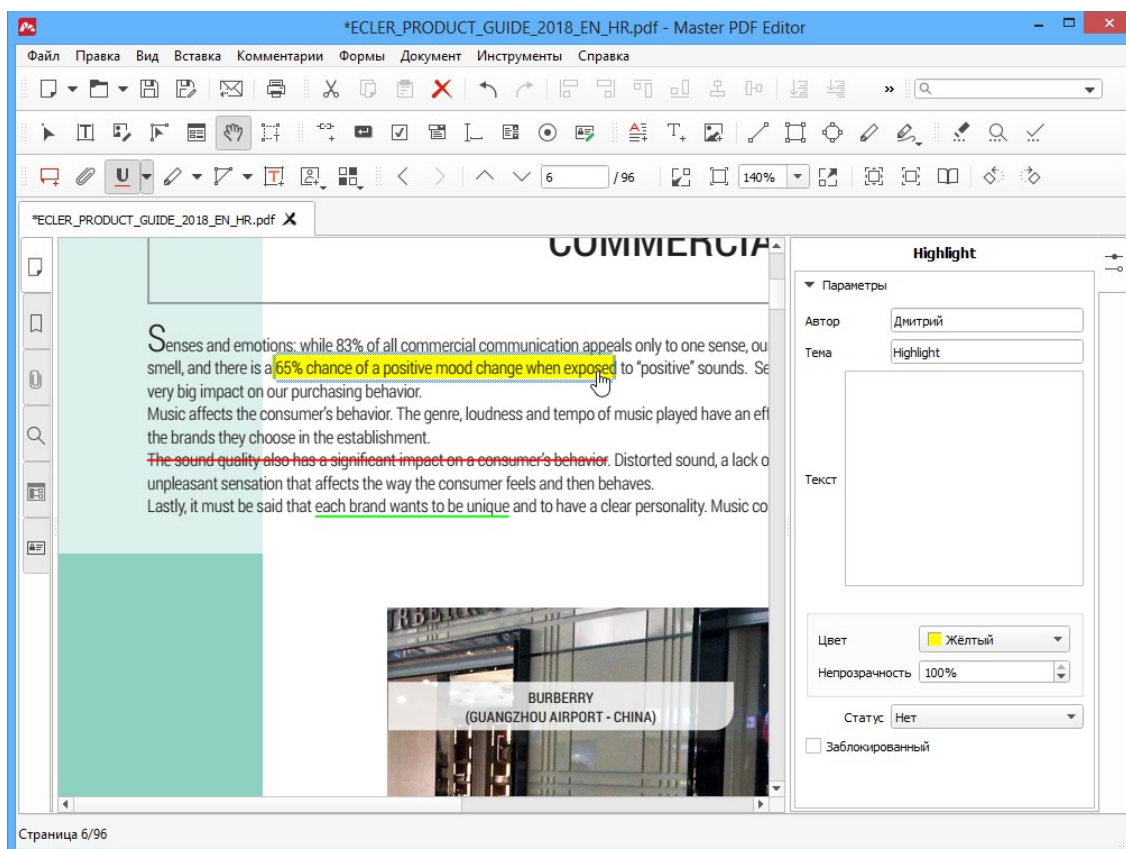 *ECLER_PRODUCT_GUIDE_2018_EN_HR.pdf - Master PDF Editor
Файл Правка Вид Вставка Комментарии Формы Документ Инструменты Справка
6 / 96 140%
*ECLER_PRODUCT_GUIDE_2018_EN_HR.pdf
COMMERCIA
Senses and emotions: while 83% of all commercial communication appeals only to one sense, ou
smell, and there is a 65% chance of a positive mood change when exposed to “positive” sounds. Se
very big impact on our purchasing behavior.
Music affects the consumer’s behavior. The genre, loudness and tempo of music played have an eff
the brands they choose in the establishment.
The sound quality also has a significant impact on a consumer’s behavior. Distorted sound, a lack o
unpleasant sensation that affects the way the consumer feels and then behaves.
Lastly, it must be said that each brand wants to be unique and to have a clear personality. Music co
BURBERRY
(GUANGZHOU AIRPORT - CHINA)
Highlight
Параметры
Автор Дмитрий
Тема Highlight
Текст
Цвет Жёлтый
Непрозрачность 100%
Статус Нет
Заблокированный
Страница 6/96